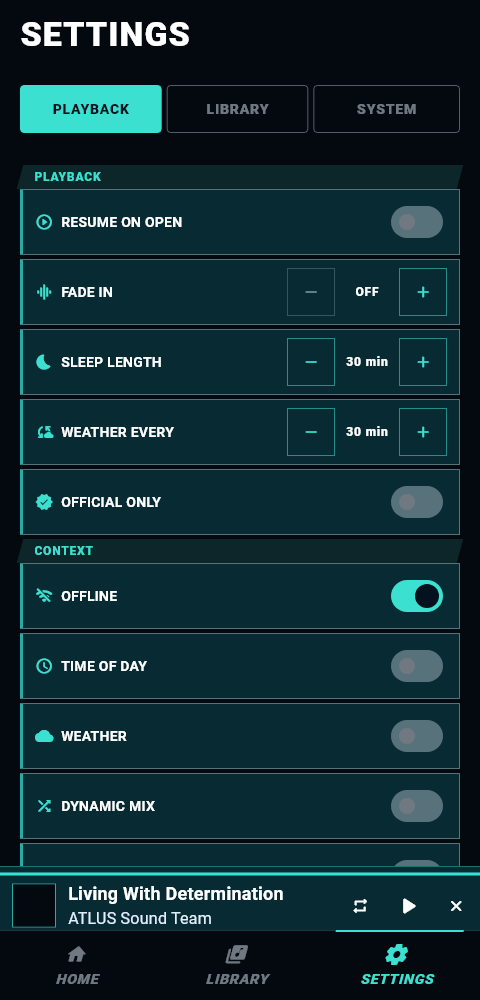 SETTINGS
PLAYBACK
LIBRARY
SYSTEM
PLAYBACK
RESUME ON OPEN
FADE IN
OFF
SLEEP LENGTH
30 min
WEATHER EVERY
30 min
OFFICIAL ONLY
CONTEXT
OFFLINE
TIME OF DAY
WEATHER
DYNAMIC MIX
Living With Determination
ATLUS Sound Team
HOME
LIBRARY
SETTINGS